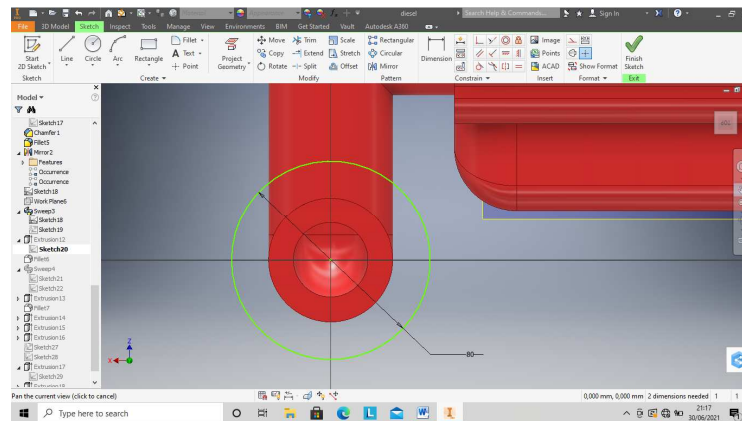 diesel
Search Help & Commands...
Sign In
File 3D Model Sketch Inspect Tools Manage View Environments BIM Get Started Vault Autodesk A360
Start
2D Sketch
Line
Circle
Arc
Rectangle
Fillet
Text
Point
Project
Geometry
Move
Copy
Rotate
Trim
Extend
Split
Scale
Stretch
Offset
Rectangular
Circular
Mirror
Dimension
Image
Points
ACAD
Show Format
Finish
Sketch
Sketch Create Modify Pattern Constrain Insert Format Exit
Model
Sketch17
Chamfer1
Fillet5
Mirror2
Features
Occurrence
Occurrence
Sketch18
Work Plane6
Sweep3
Sketch18
Sketch19
Extrusion12
Sketch20
Fillet6
Sweep4
Sketch21
Sketch22
Extrusion13
Fillet7
Extrusion14
Extrusion15
Extrusion16
Sketch27
Sketch28
Extrusion17
Sketch29
Extrusion18
80
Z
X
Pan the current view (click to cancel)
0,000 mm, 0,000 mm 2 dimensions needed 1 1
Type here to search
21:17
30/06/2021